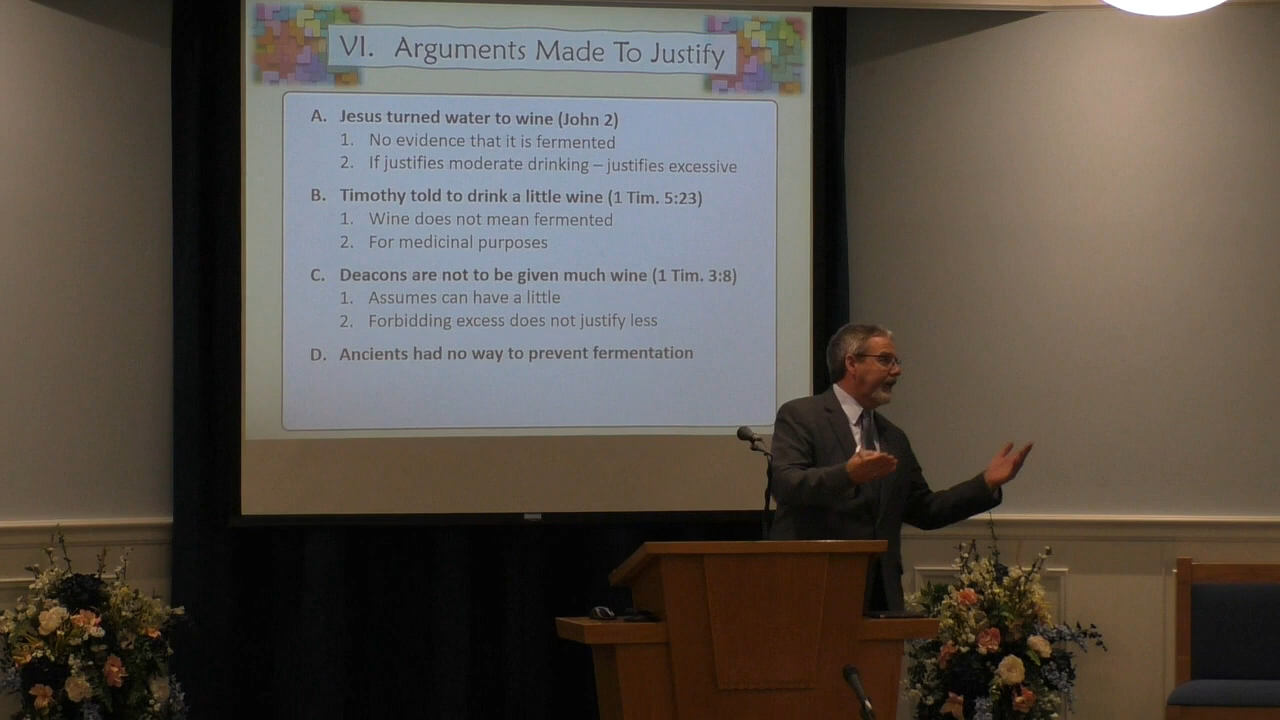 VI. Arguments Made To Justify
A. Jesus turned water to wine (John 2)
1. No evidence that it is fermented
2. If justifies moderate drinking – justifies excessive
B. Timothy told to drink a little wine (1 Tim. 5:23)
1. Wine does not mean fermented
2. For medicinal purposes
C. Deacons are not to be given much wine (1 Tim. 3:8)
1. Assumes can have a little
2. Forbidding excess does not justify less
D. Ancients had no way to prevent fermentation